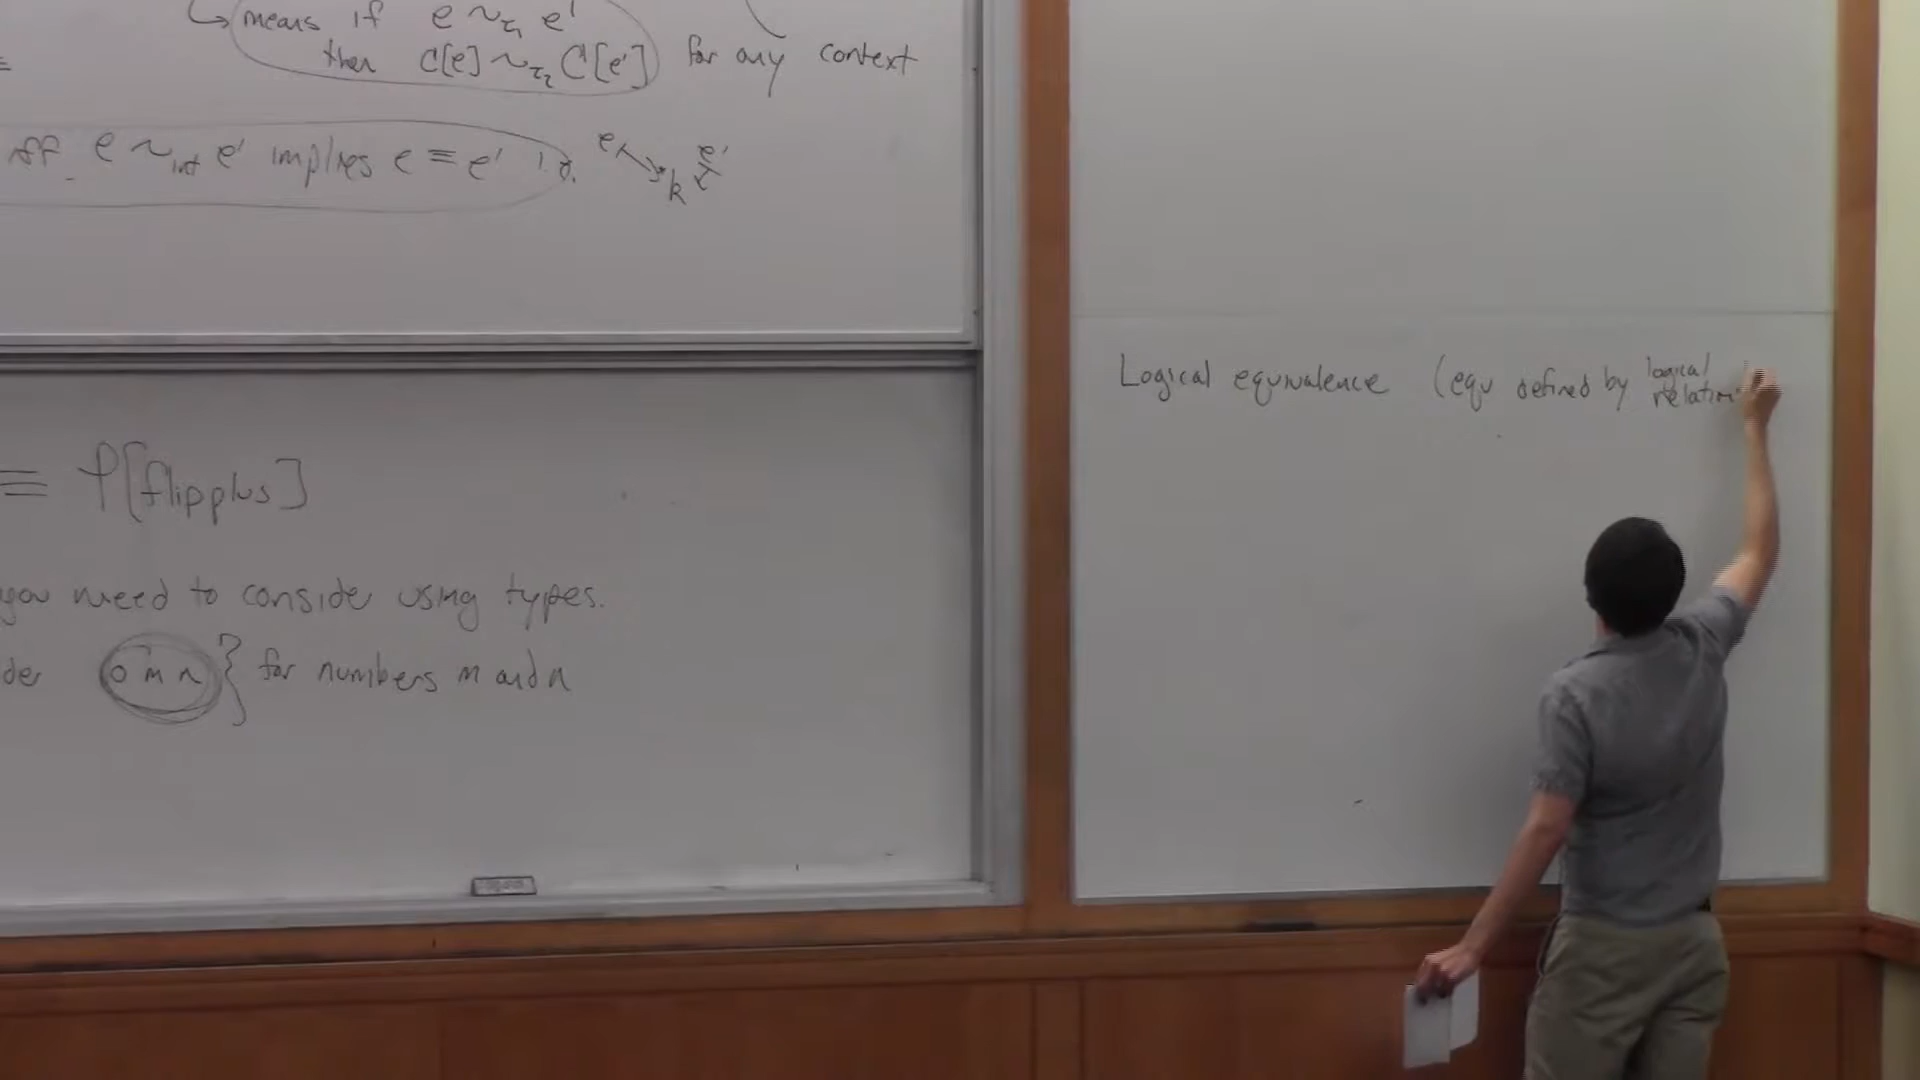 means if e ~τ₁ e'
then C[e] ~τ₂ C[e'] for any context
iff e ~int e' implies e ≡ e' i.e. e ↦* k e'
≡ P[flipplus]
you need to consider using types.
der o m n } for numbers m and n
Logical equivalence (equ defined by logical relation